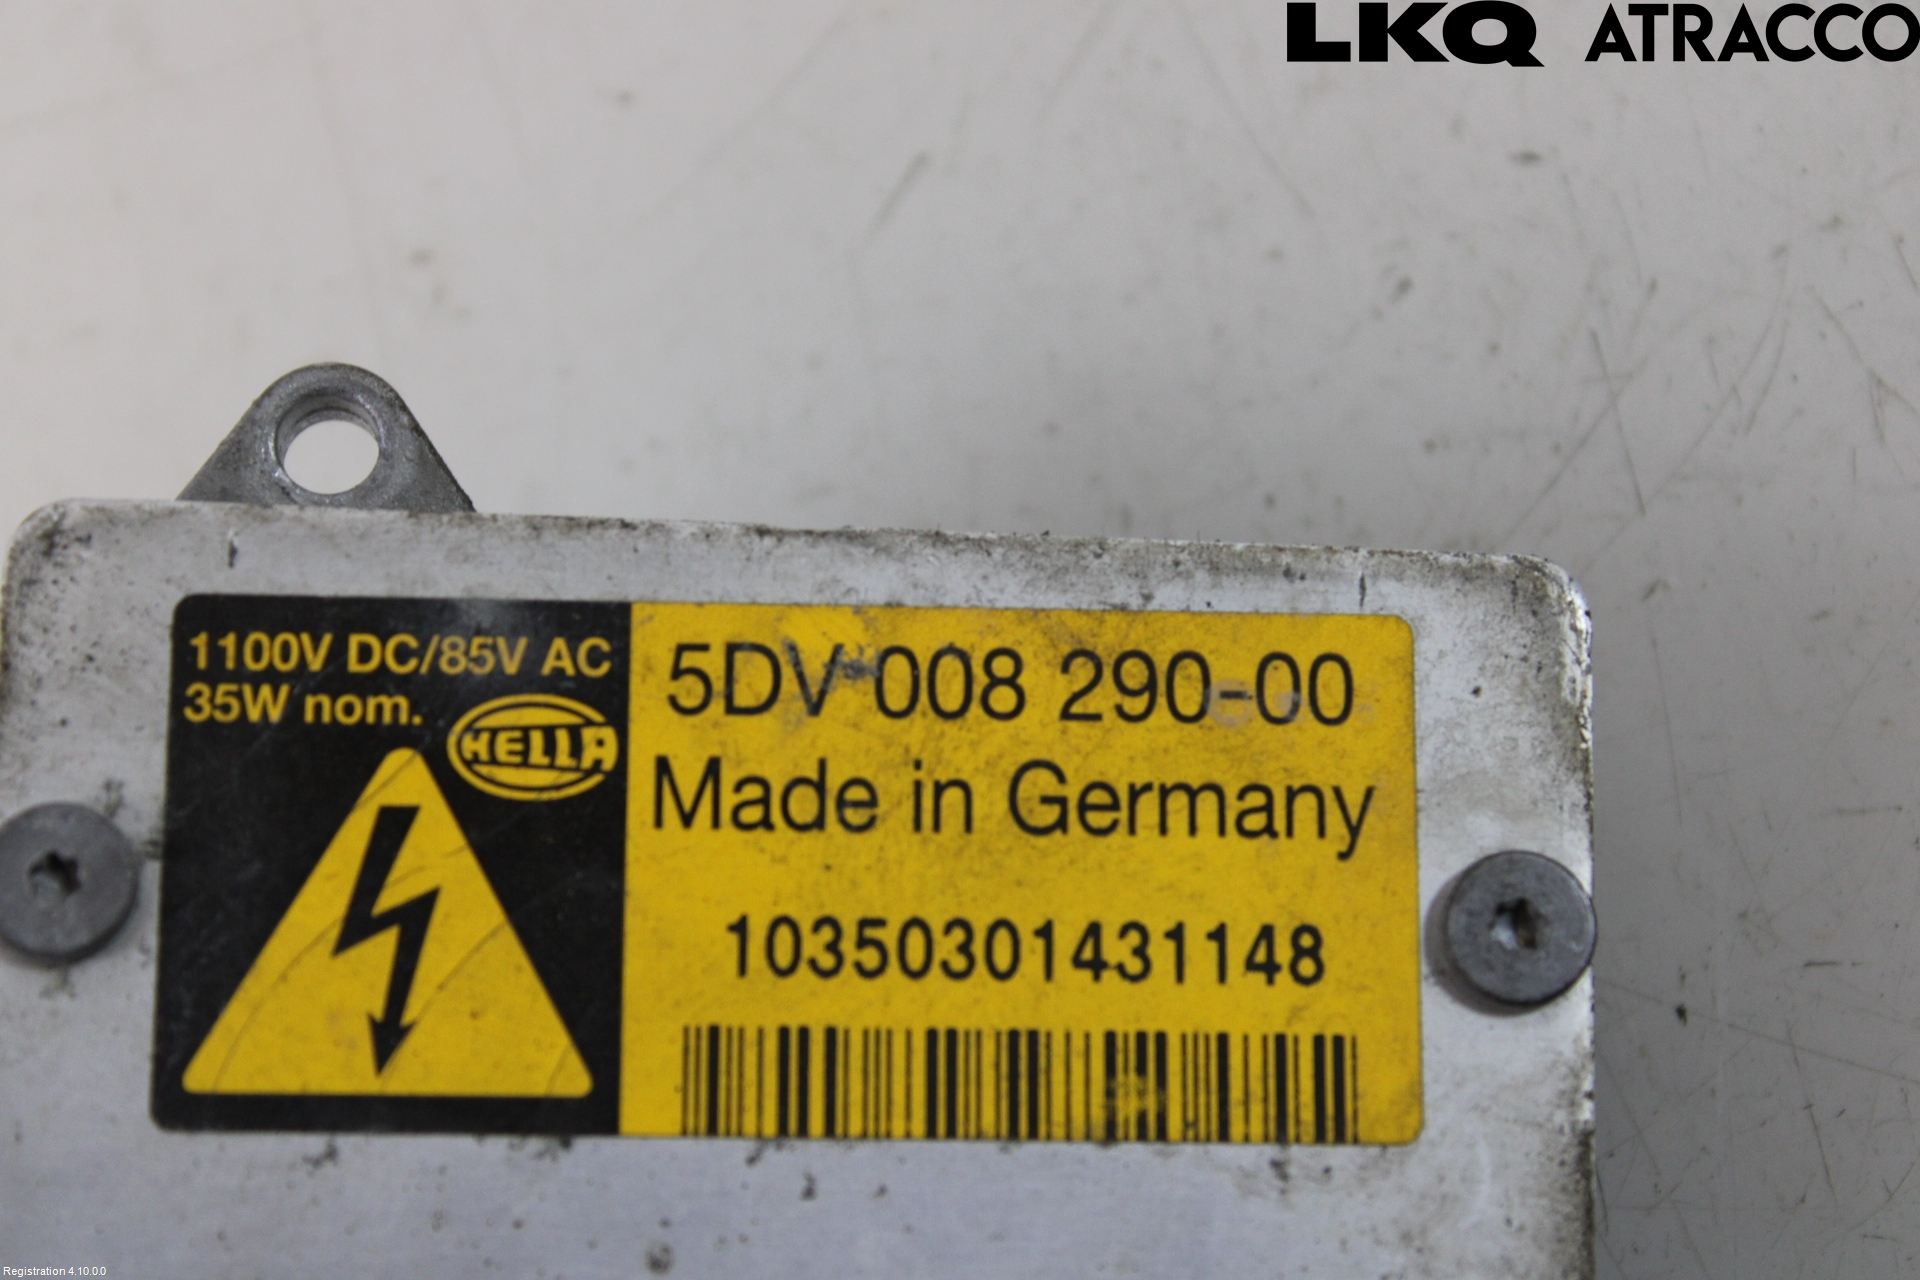 LKQ ATRACCO
1100V DC/85V AC
35W nom.
HELLA
5DV 008 290-00
Made in Germany
10350301431148
Registration 4.10.0.0